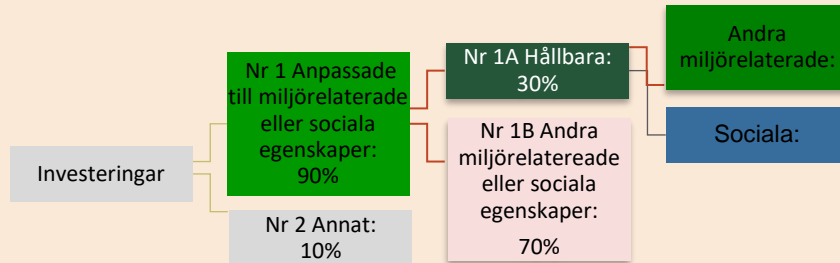 Investeringar
Nr 1 Anpassade
till miljörelaterade
eller sociala
egenskaper:
90%
Nr 2 Annat:
10%
Nr 1A Hållbara:
30%
Nr 1B Andra
miljörelatereade
eller sociala
egenskaper:
70%
Andra
miljörelaterade:
Sociala: